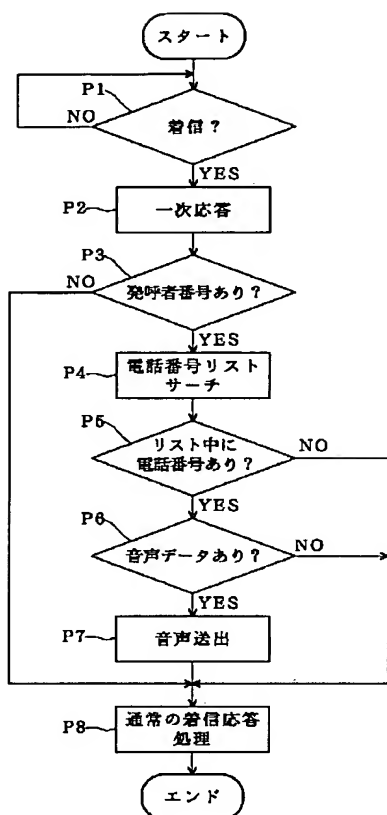 スタート
P1
NO
着信?
YES
P2
一次応答
P3
NO
発呼者番号あり?
YES
P4
電話番号リスト
サーチ
P5
リスト中に
電話番号あり?
NO
YES
P6
音声データあり?
NO
YES
P7
音声送出
P8
通常の着信応答
処理
エンド